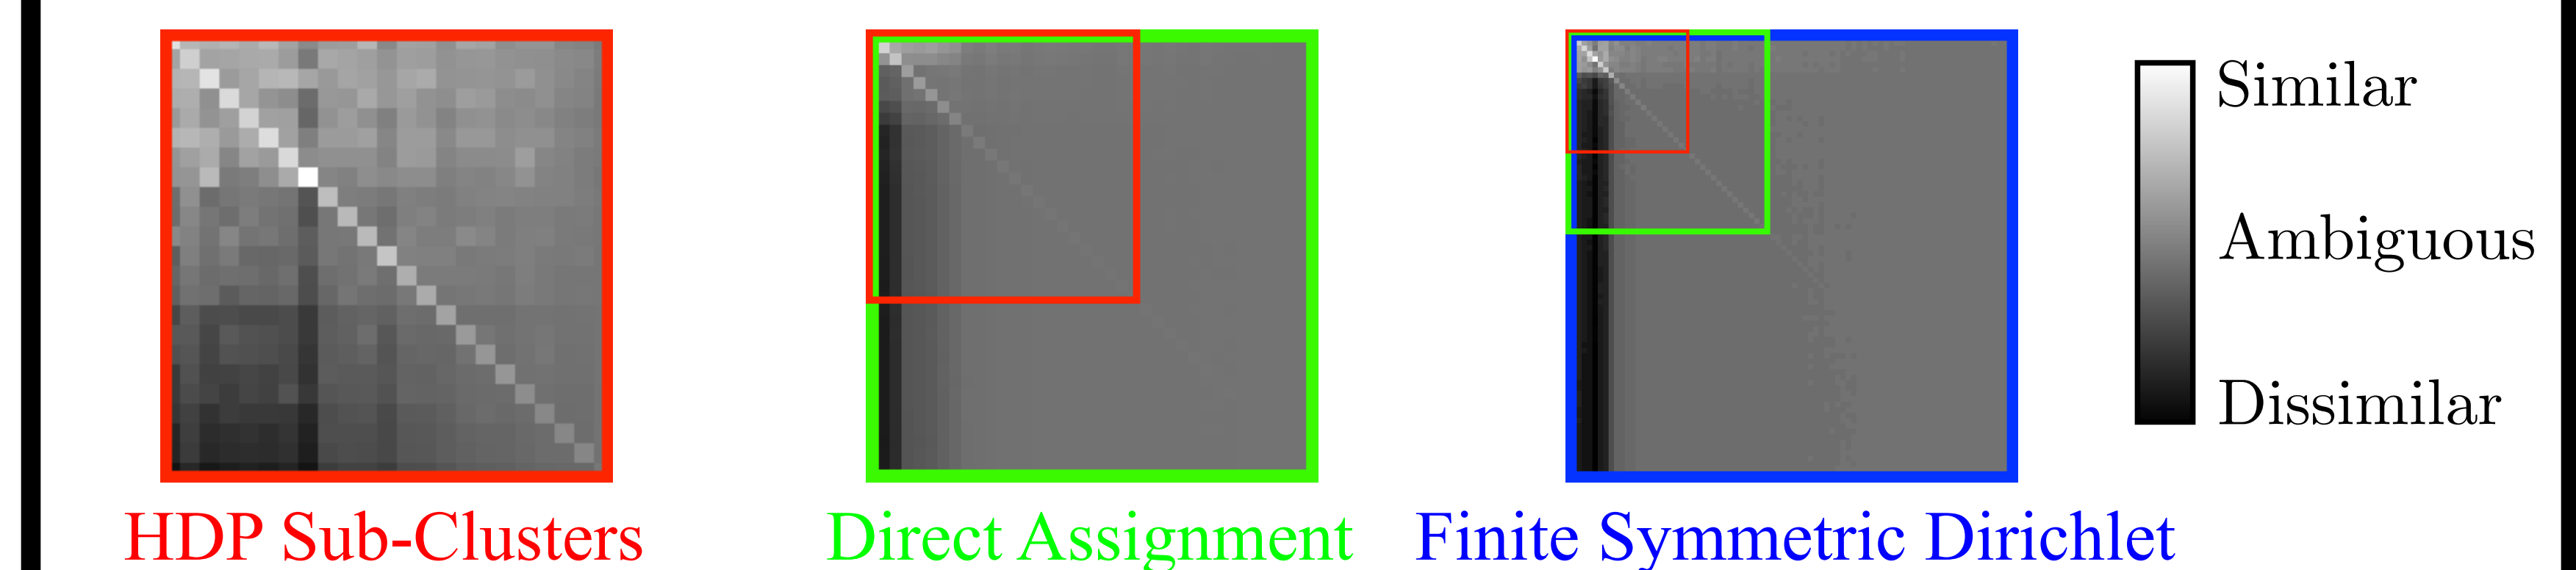 Similar
Ambiguous
Dissimilar
HDP Sub-Clusters
Direct Assignment
Finite Symmetric Dirichlet